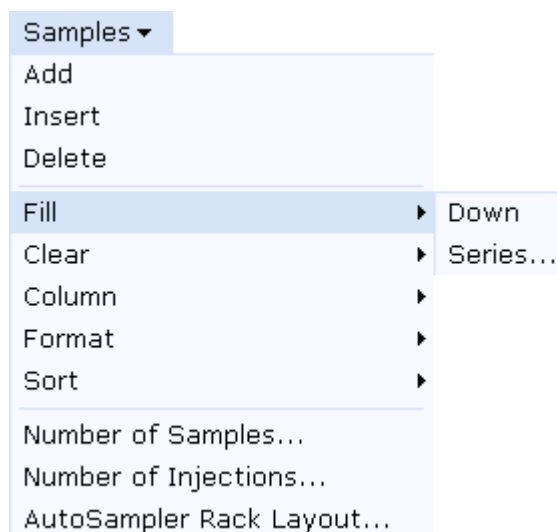 Samples
Add
Insert
Delete
Fill
Down
Clear
Series...
Column
Format
Sort
Number of Samples...
Number of Injections...
AutoSampler Rack Layout...